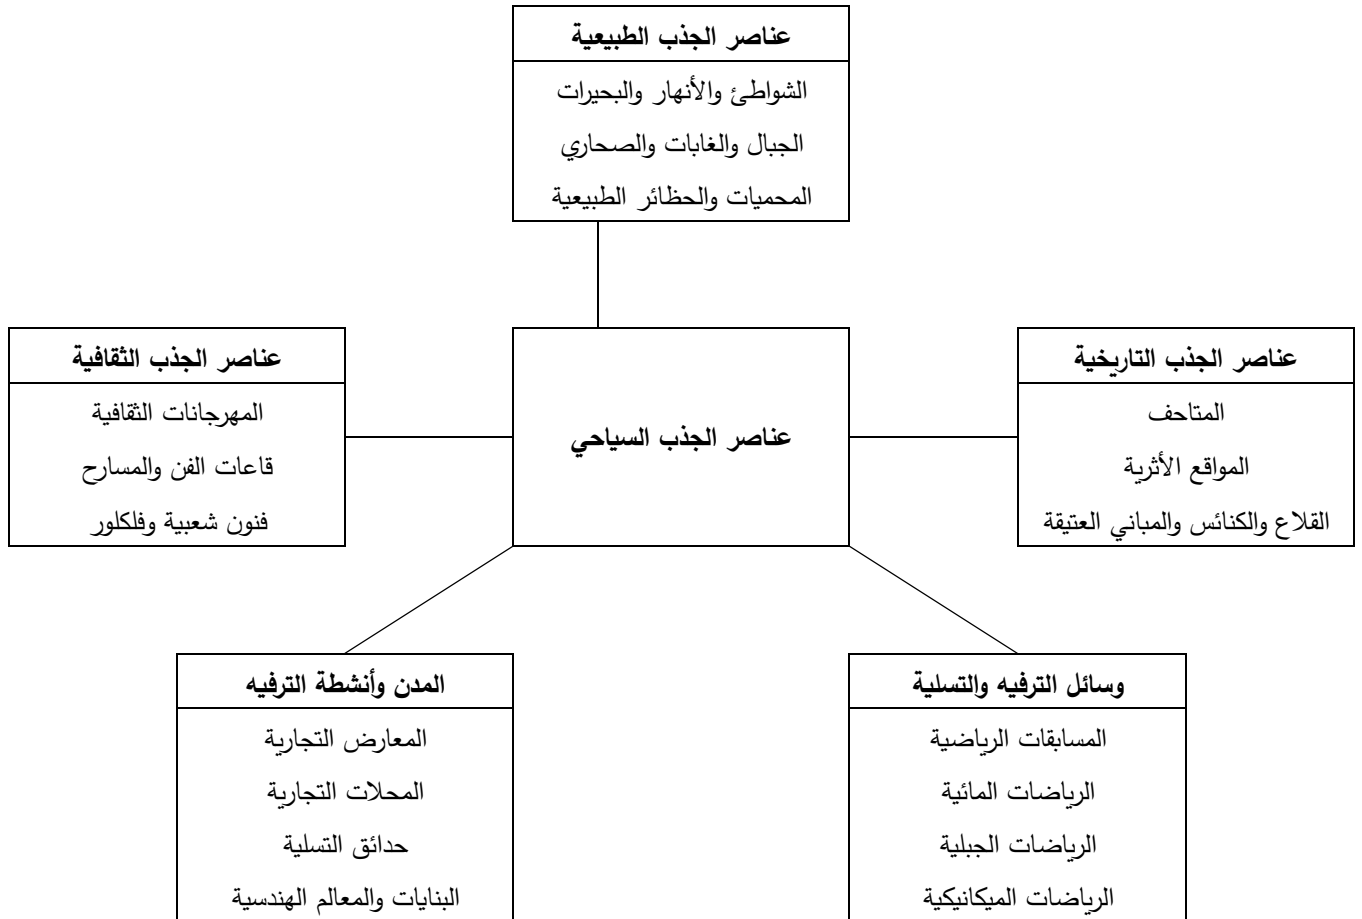 عناصر الجذب الطبيعية
الشواطئ والأنهار والبحيرات
الجبال والغابات والصحاري
المحميات والحظائر الطبيعية
عناصر الجذب التاريخية
المتاحف
المواقع الأثرية
القلاع والكنائس والمباني العتيقة
عناصر الجذب السياحي
عناصر الجذب الثقافية
المهرجانات الثقافية
قاعات الفن والمسارح
فنون شعبية وفلكلور
وسائل الترفيه والتسلية
المسابقات الرياضية
الرياضات المائية
الرياضات الجبلية
الرياضات الميكانيكية
المدن وأنشطة الترفيه
المعارض التجارية
المحلات التجارية
حدائق التسلية
البنايات والمعالم الهندسية